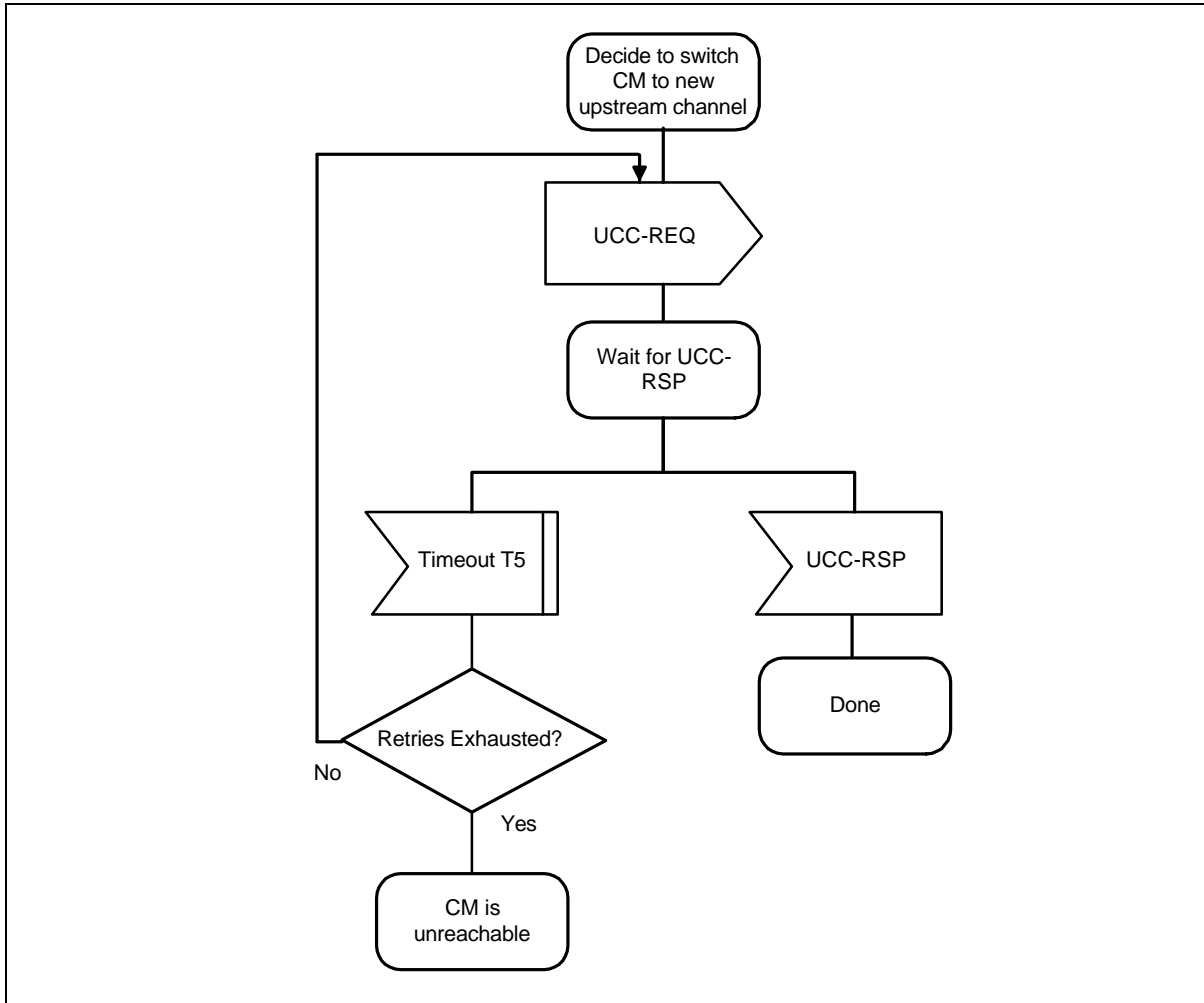 Decide to switch
CM to new
upstream channel
UCC-REQ
Wait for UCC-
RSP
Timeout T5
UCC-RSP
Retries Exhausted?
Done
No
Yes
CM is
unreachable